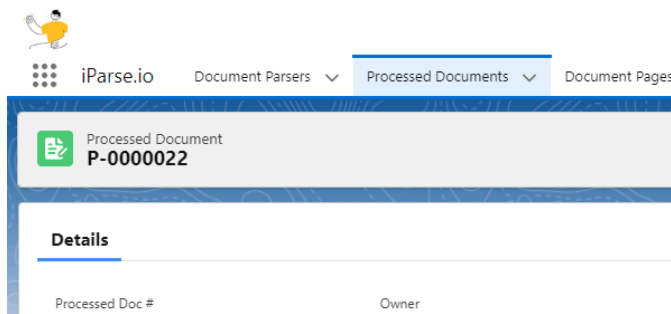 iParse.io Document Parsers Processed Documents Document Pages
Processed Document
P-0000022
Details
Processed Doc # Owner